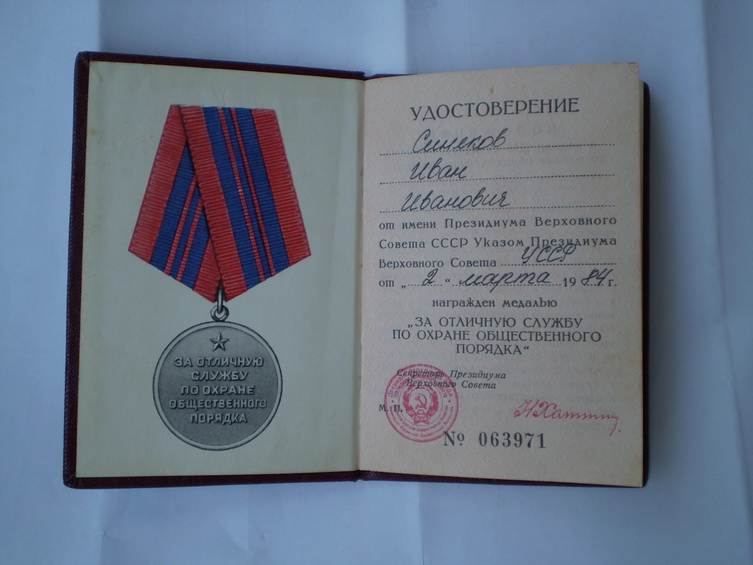 ЗА ОТЛИЧНУЮ
СЛУЖБУ
ПО ОХРАНЕ
ОБЩЕСТВЕННОГО
ПОРЯДКА
УДОСТОВЕРЕНИЕ
Синеков
Иван
Иванович
от имени Президиума Верховного
Совета СССР Указом Президиума
Верховного Совета УССР
от „2“ марта 1984 г.
награжден медалью
„ЗА ОТЛИЧНУЮ СЛУЖБУ
ПО ОХРАНЕ ОБЩЕСТВЕННОГО
ПОРЯДКА“
Секретарь Президиума
Верховного Совета
М. П.
№ 063971